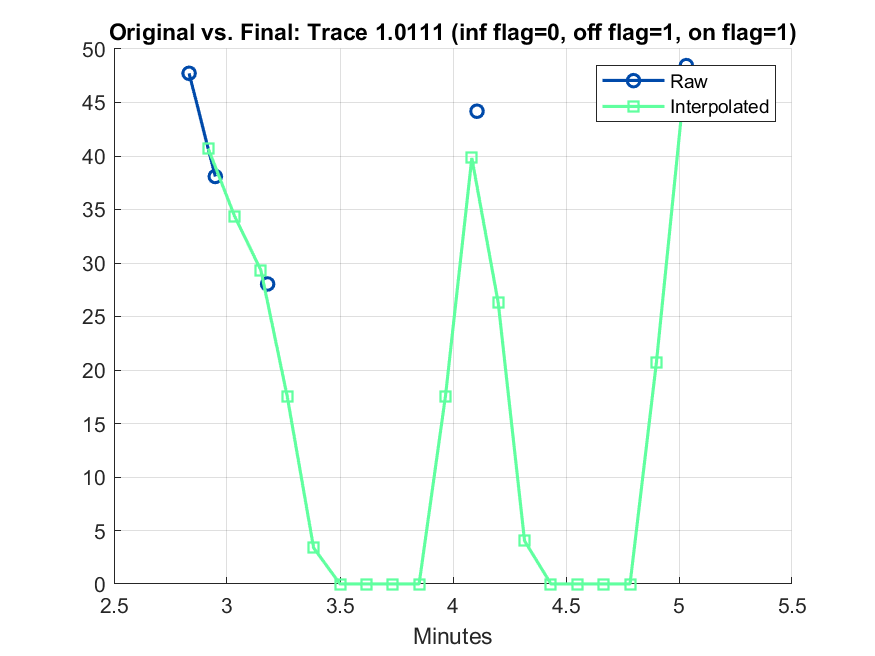 Original vs. Final: Trace 1.0111 (inf flag=0, off flag=1, on flag=1)
50
45
40
35
30
25
20
15
10
5
0
2.5 3 3.5 4 4.5 5 5.5
Minutes
Raw
Interpolated